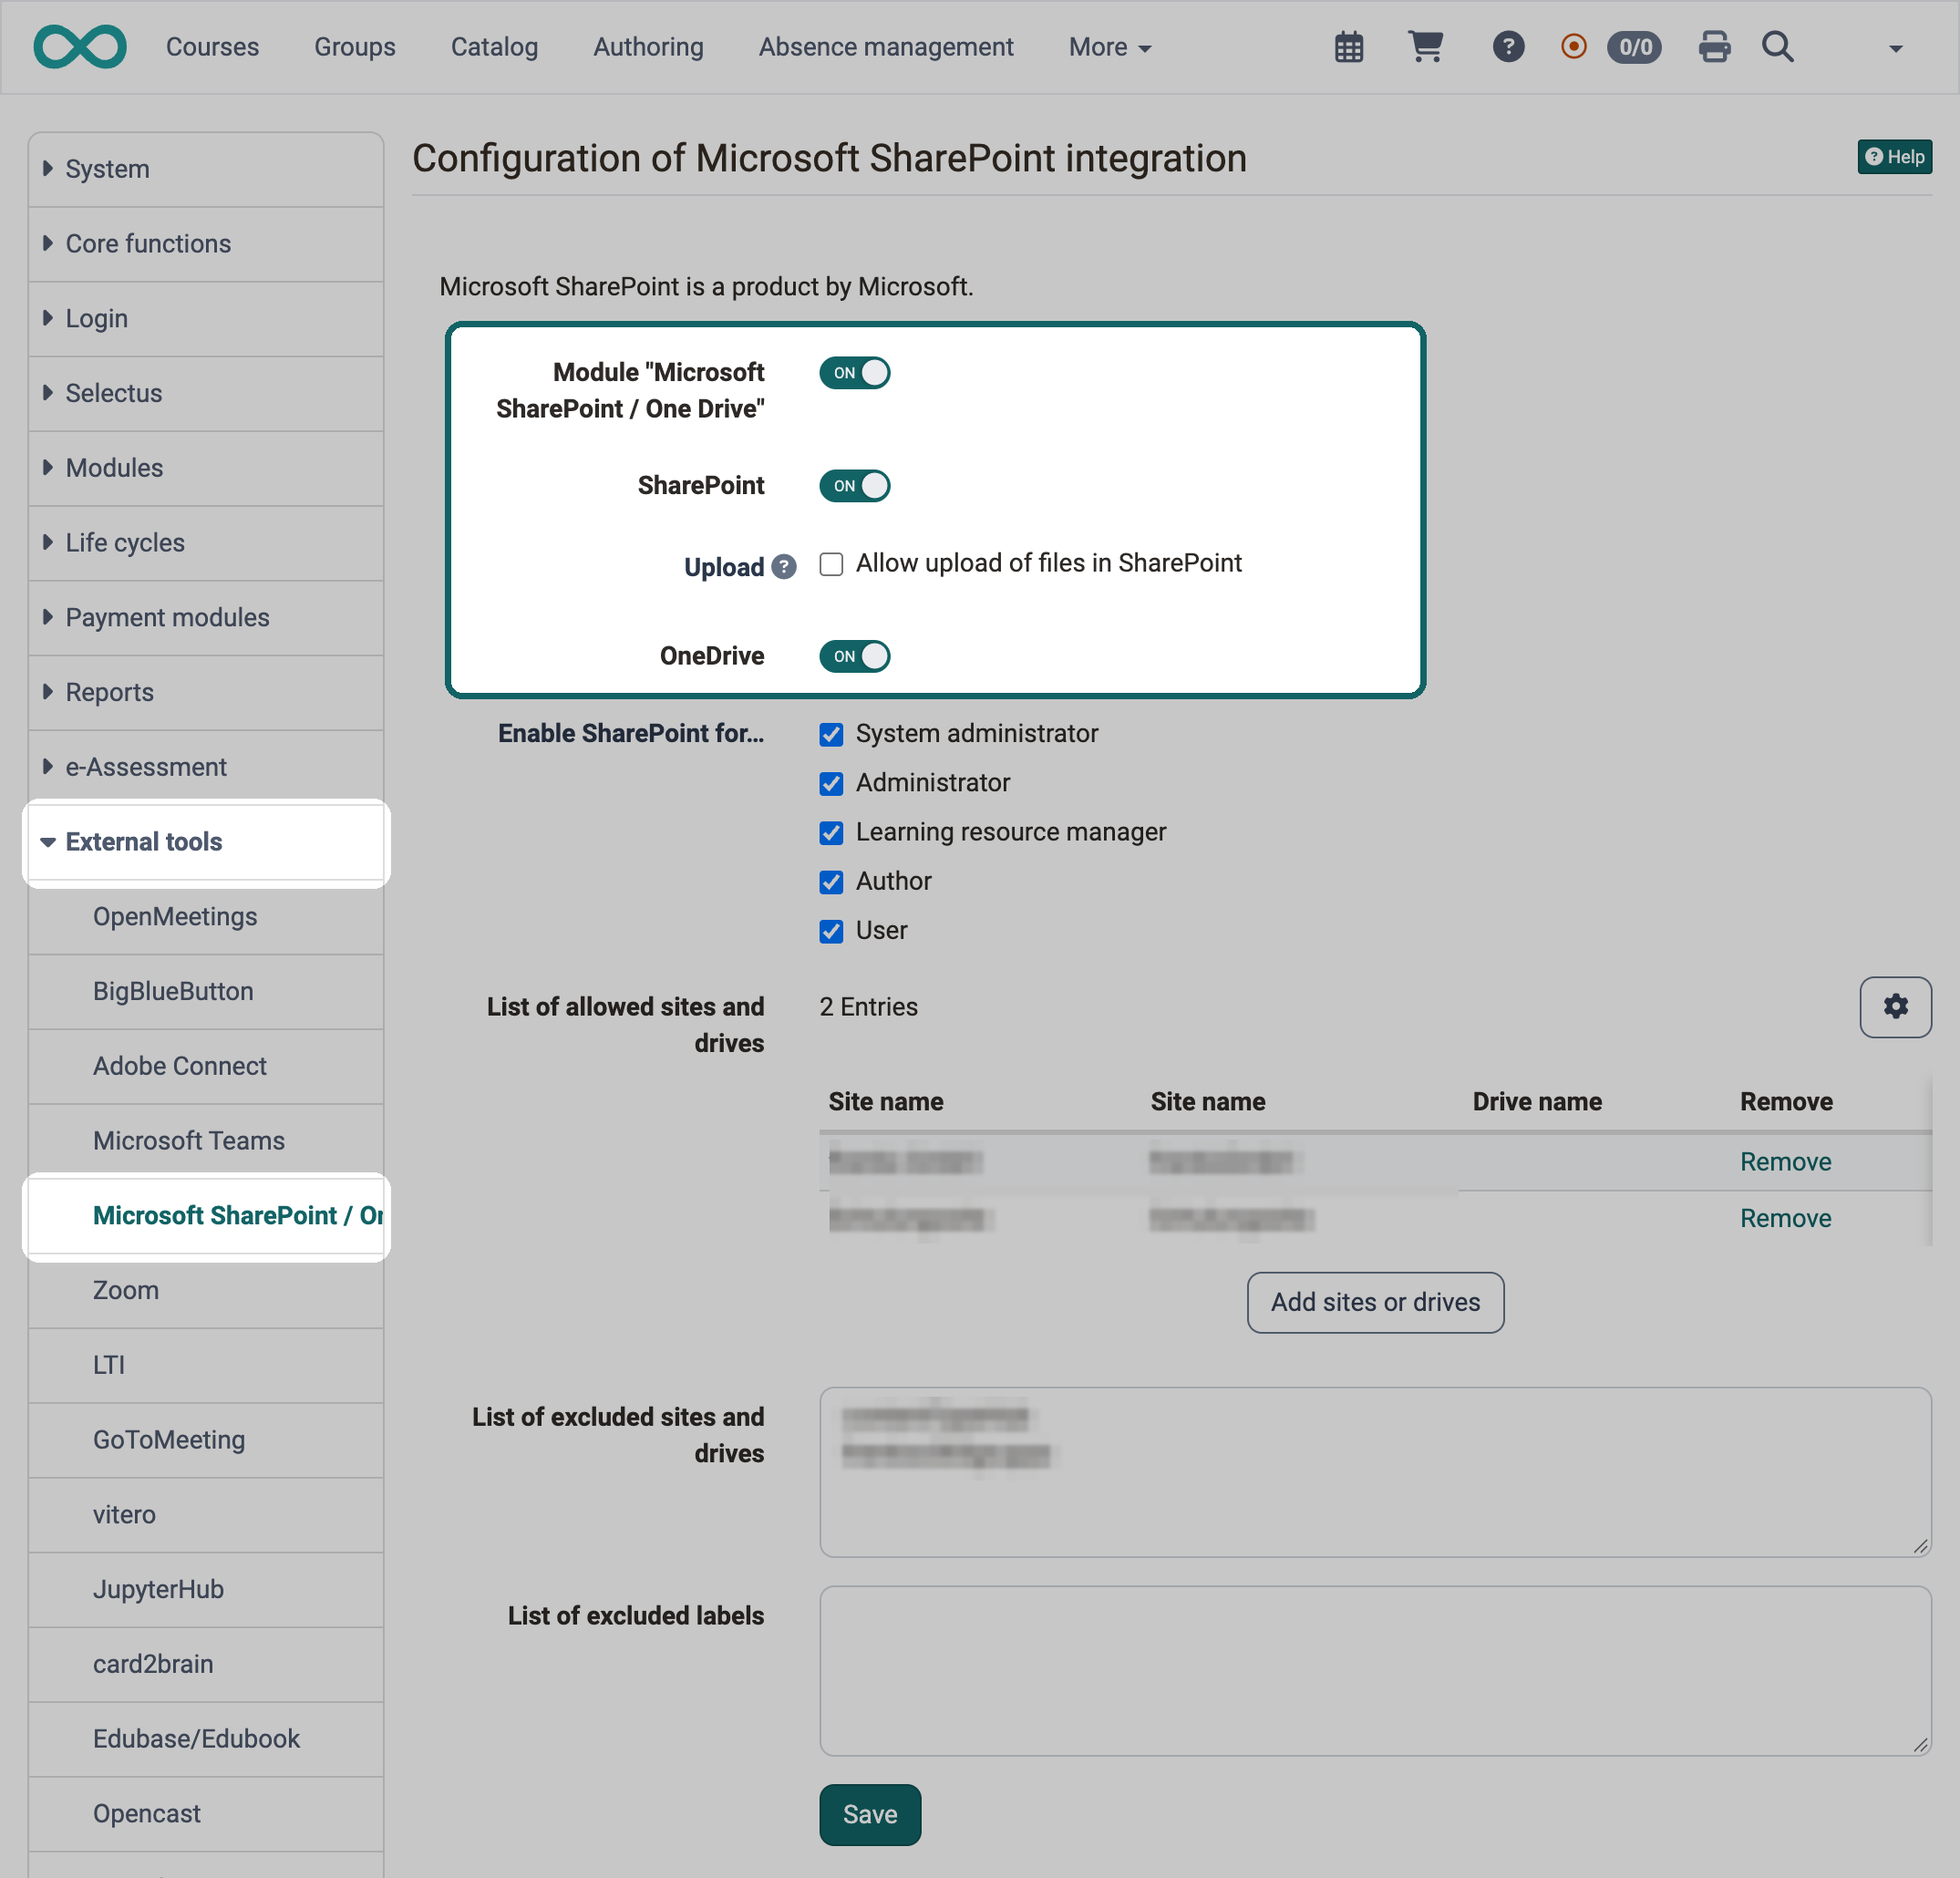 Courses Groups Catalog Authoring Absence management More 0/0
System
Core functions
Login
Selectus
Modules
Life cycles
Payment modules
Reports
e-Assessment
External tools
OpenMeetings
BigBlueButton
Adobe Connect
Microsoft Teams
Microsoft SharePoint /
Zoom
LTI
GoToMeeting
vitero
JupyterHub
card2brain
Edubase/Edubook
Opencast
Configuration of Microsoft SharePoint integration
? Help
Microsoft SharePoint is a product by Microsoft.
Module "Microsoft
SharePoint / One Drive"
ON
SharePoint ON
Upload ? Allow upload of files in SharePoint
OneDrive ON
Enable SharePoint for... System administrator
Administrator
Learning resource manager
Author
User
List of allowed sites and
drives
2 Entries
Site name Site name Drive name Remove
Remove
Remove
Add sites or drives
List of excluded sites and
drives
List of excluded labels
Save